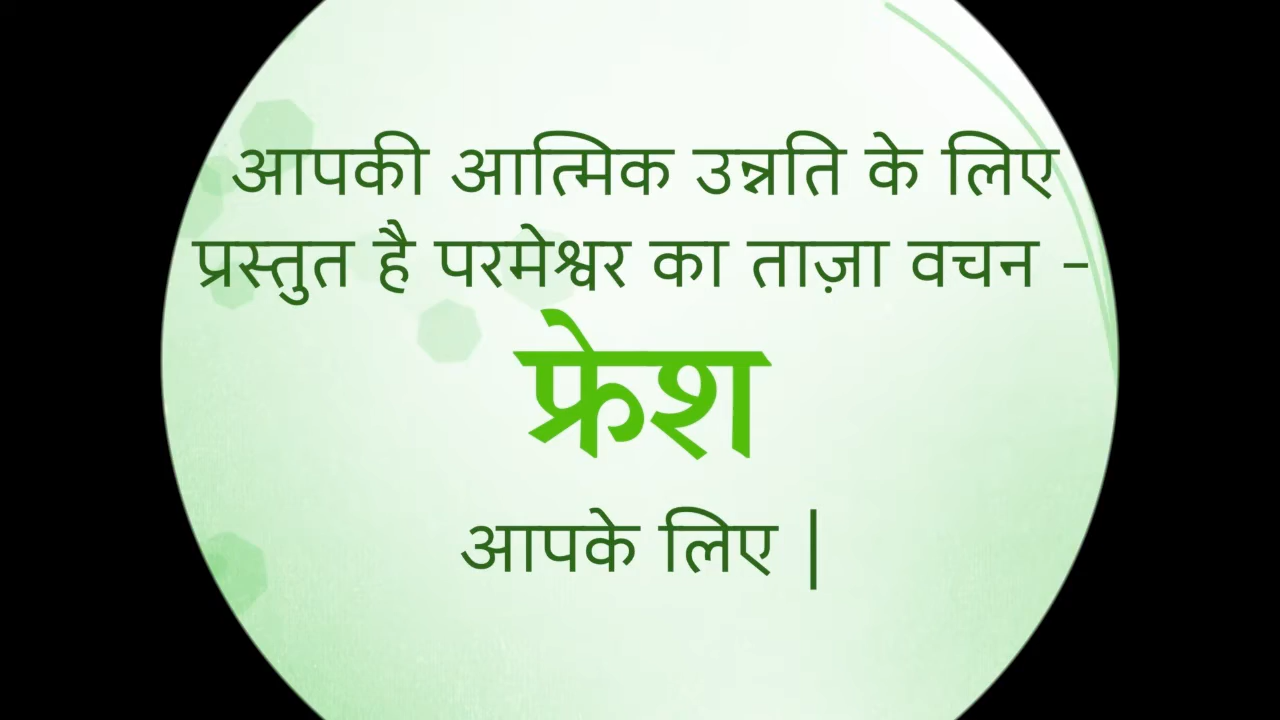 आपकी आत्मिक उन्नति के लिए
प्रस्तुत है परमेश्वर का ताज़ा वचन –
फ्रेश
आपके लिए |